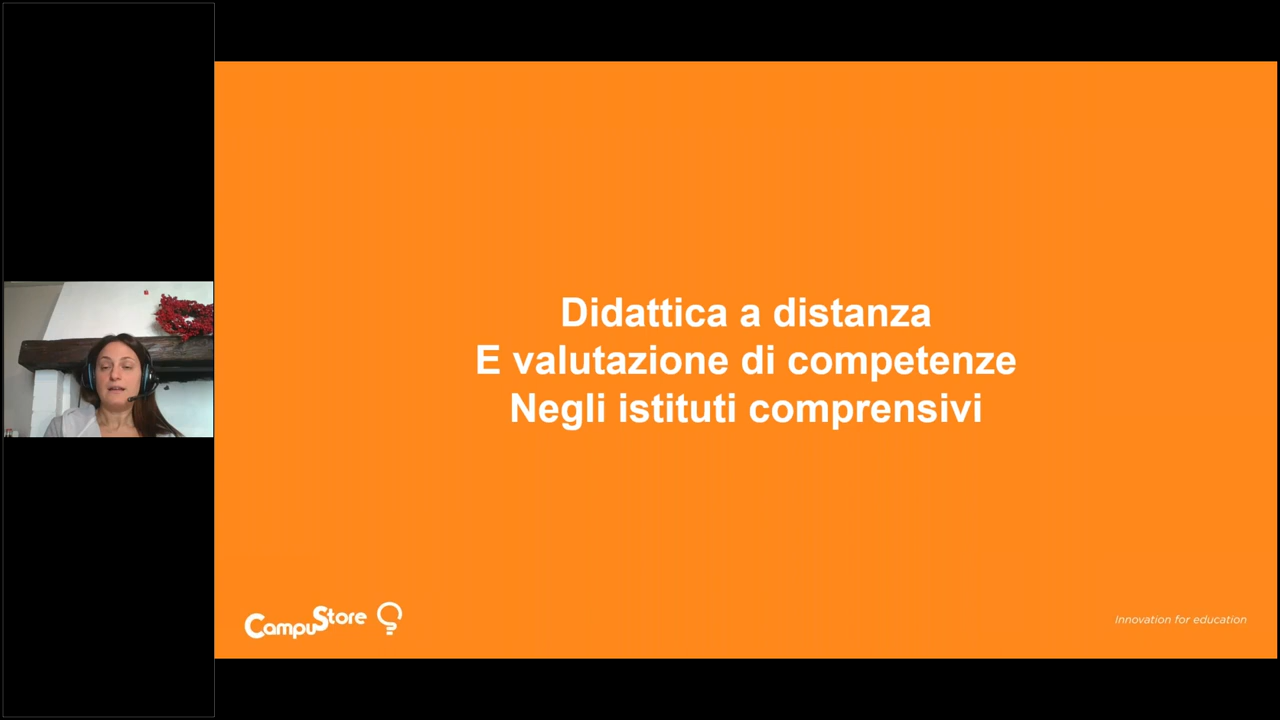 Didattica a distanza
E valutazione di competenze
Negli istituti comprensivi
CampuStore
Innovation for education